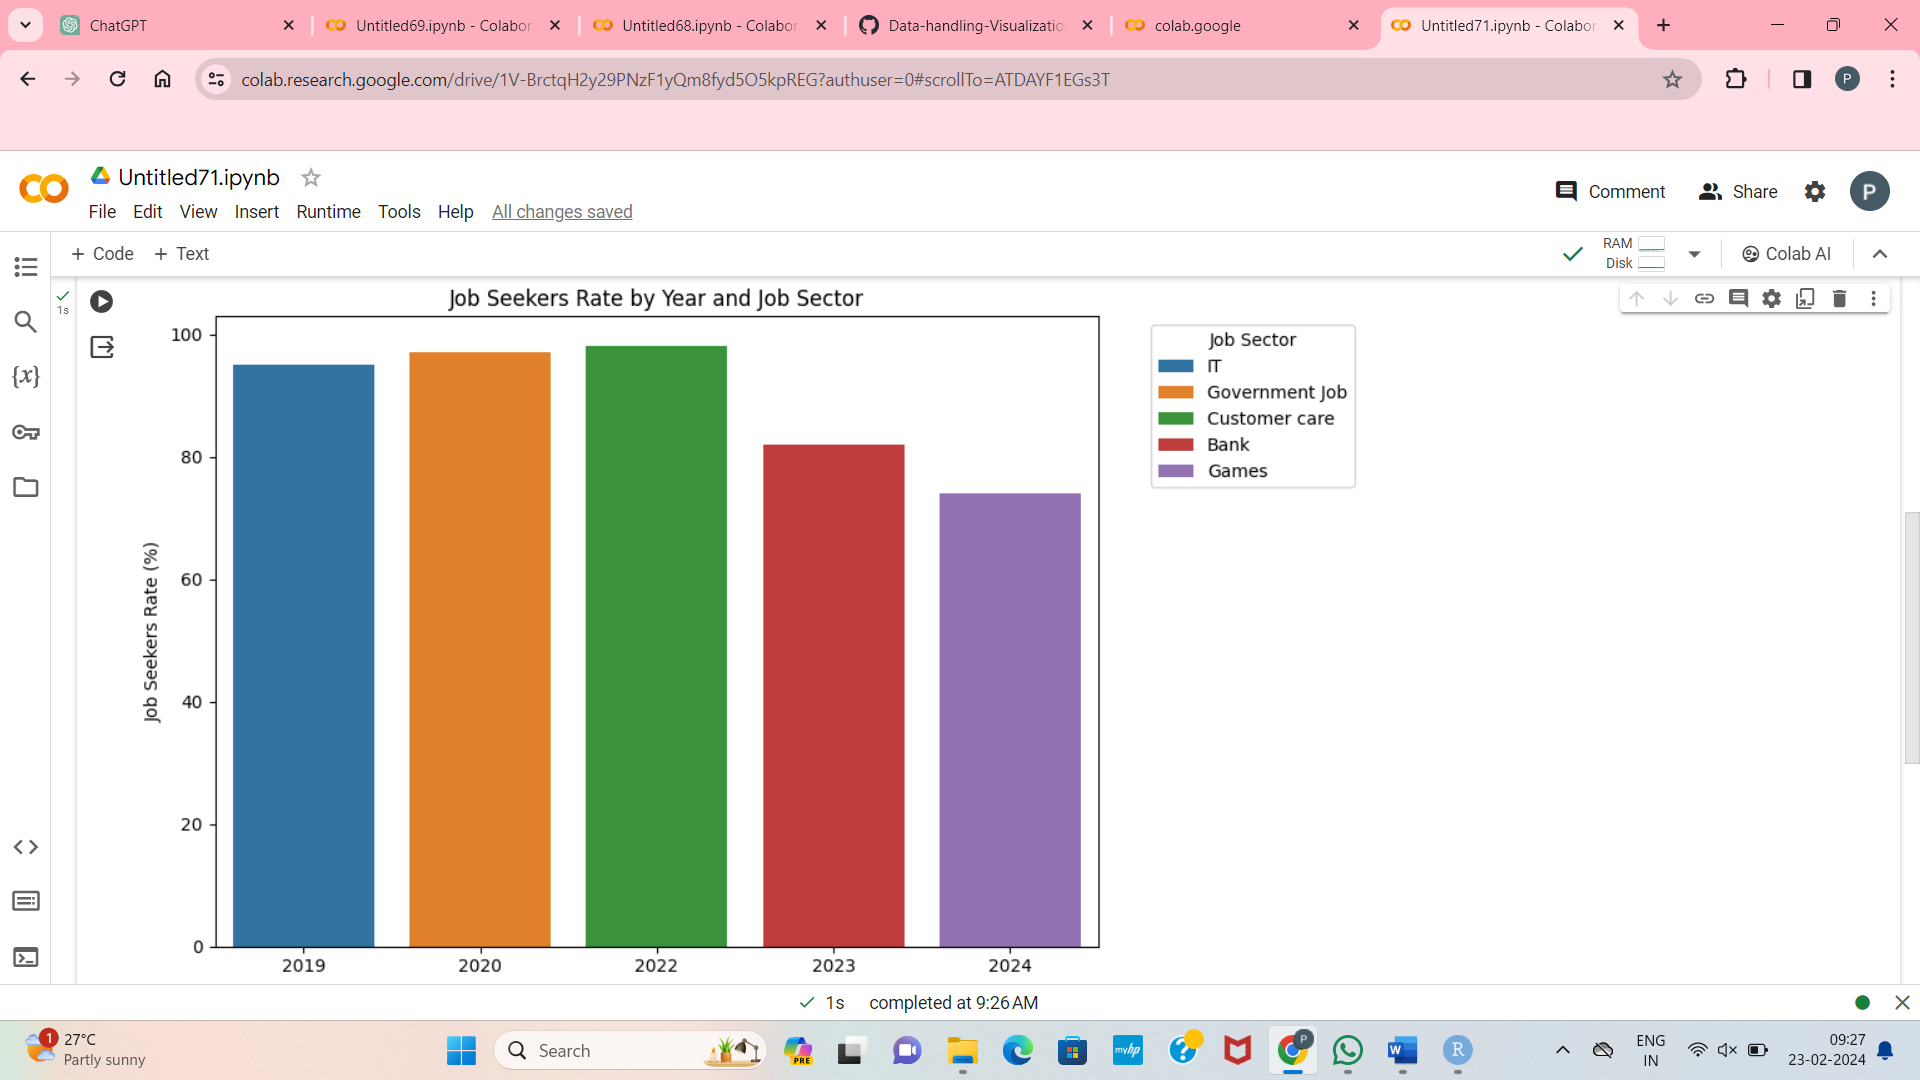 ChatGPT
Untitled69.ipynb - Colabor
Untitled68.ipynb - Colabor
Data-handling-Visualizatio
colab.google
Untitled71.ipynb - Colabor
colab.research.google.com/drive/1V-BrctqH2y29PNzF1yQm8fyd5O5kpREG?authuser=0#scrollTo=ATDAYF1EGs3T
P
Untitled71.ipynb
File Edit View Insert Runtime Tools Help All changes saved
Comment
Share
P
+ Code + Text
RAM
Disk
Colab AI
1s
{x}
Job Seekers Rate by Year and Job Sector
Job Seekers Rate (%)
100
80
60
40
20
0
2019 2020 2022 2023 2024
Job Sector
IT
Government Job
Customer care
Bank
Games
1s completed at 9:26 AM
1
27°C
Partly sunny
Search
PRE
myhp
?
P
W
R
ENG
IN
09:27
23-02-2024